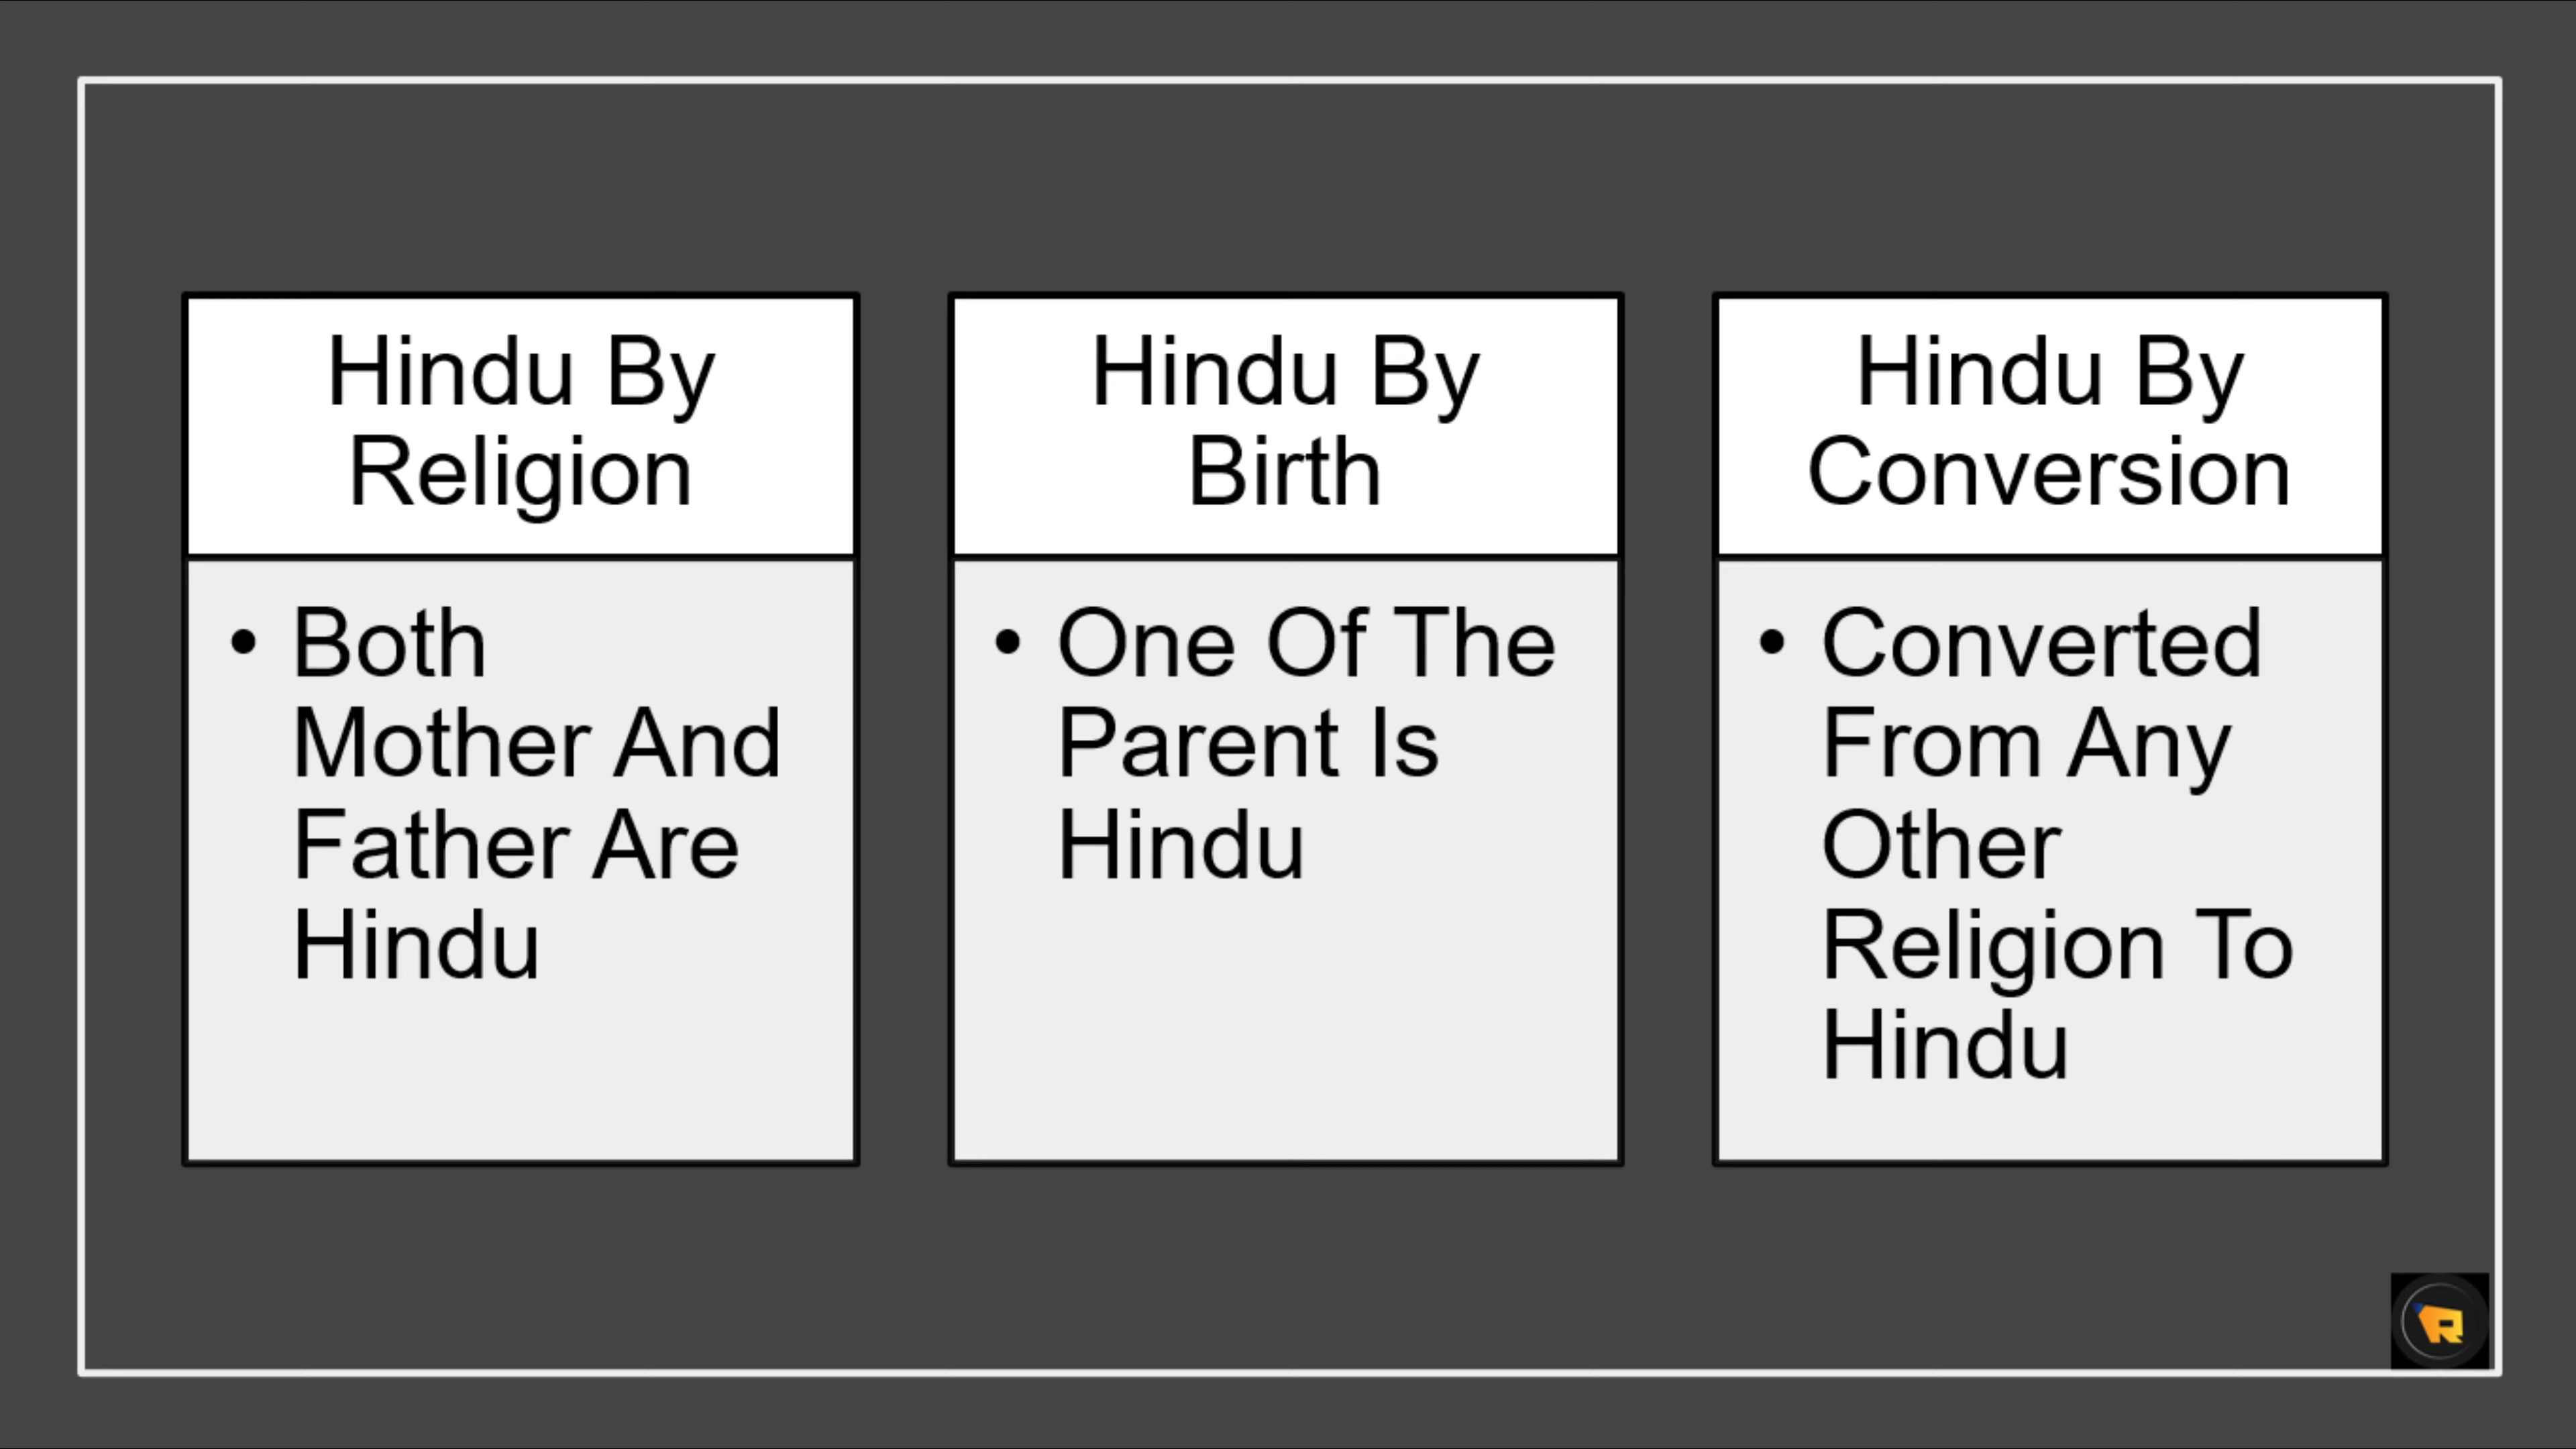 Hindu By
Religion
• Both
Mother And
Father Are
Hindu
Hindu By
Birth
• One Of The
Parent Is
Hindu
Hindu By
Conversion
• Converted
From Any
Other
Religion To
Hindu
R